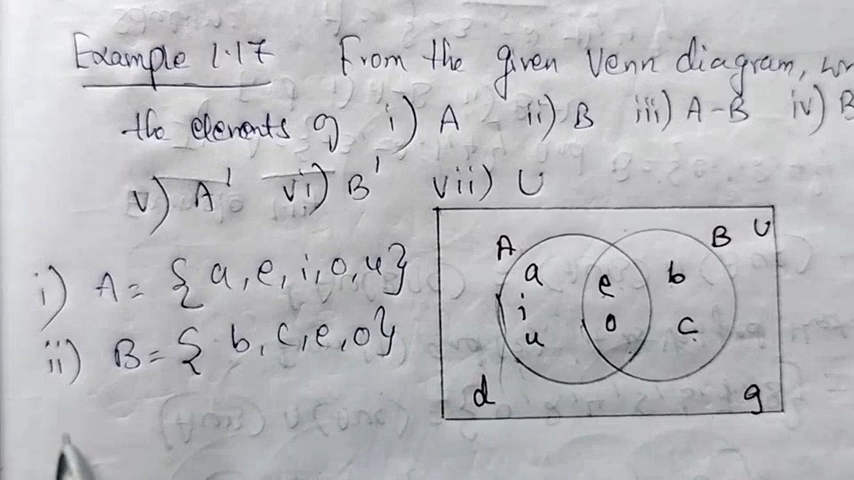 Example 1.17 From the given Venn diagram,
the elements of i) A ii) B iii) A-B iv) B
v) A' vi) B' vii) U
i) A = {a, e, i, o, u}
ii) B = {b, c, e, o}
A B U
a e b
i
o c
u
d g